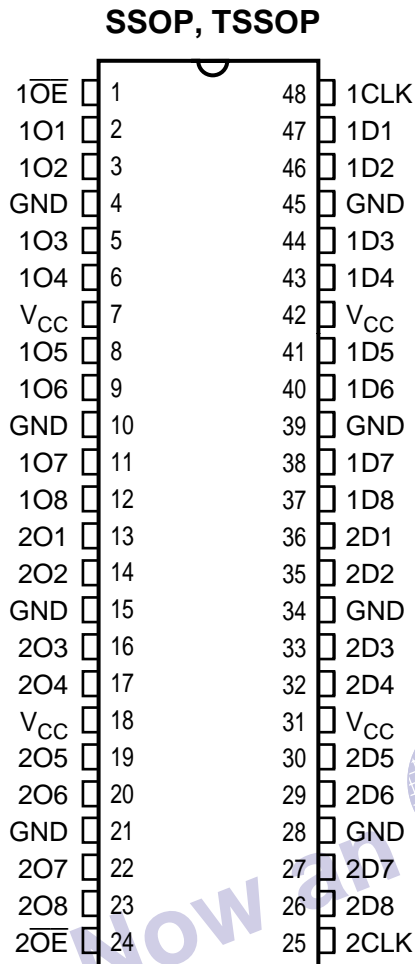 SSOP, TSSOP
1O̅E̅ 1 48 1CLK
1O1 2 47 1D1
1O2 3 46 1D2
GND 4 45 GND
1O3 5 44 1D3
1O4 6 43 1D4
VCC 7 42 VCC
1O5 8 41 1D5
1O6 9 40 1D6
GND 10 39 GND
1O7 11 38 1D7
1O8 12 37 1D8
2O1 13 36 2D1
2O2 14 35 2D2
GND 15 34 GND
2O3 16 33 2D3
2O4 17 32 2D4
VCC 18 31 VCC
2O5 19 30 2D5
2O6 20 29 2D6
GND 21 28 GND
2O7 22 27 2D7
2O8 23 26 2D8
2O̅E̅ 24 25 2CLK
Now an